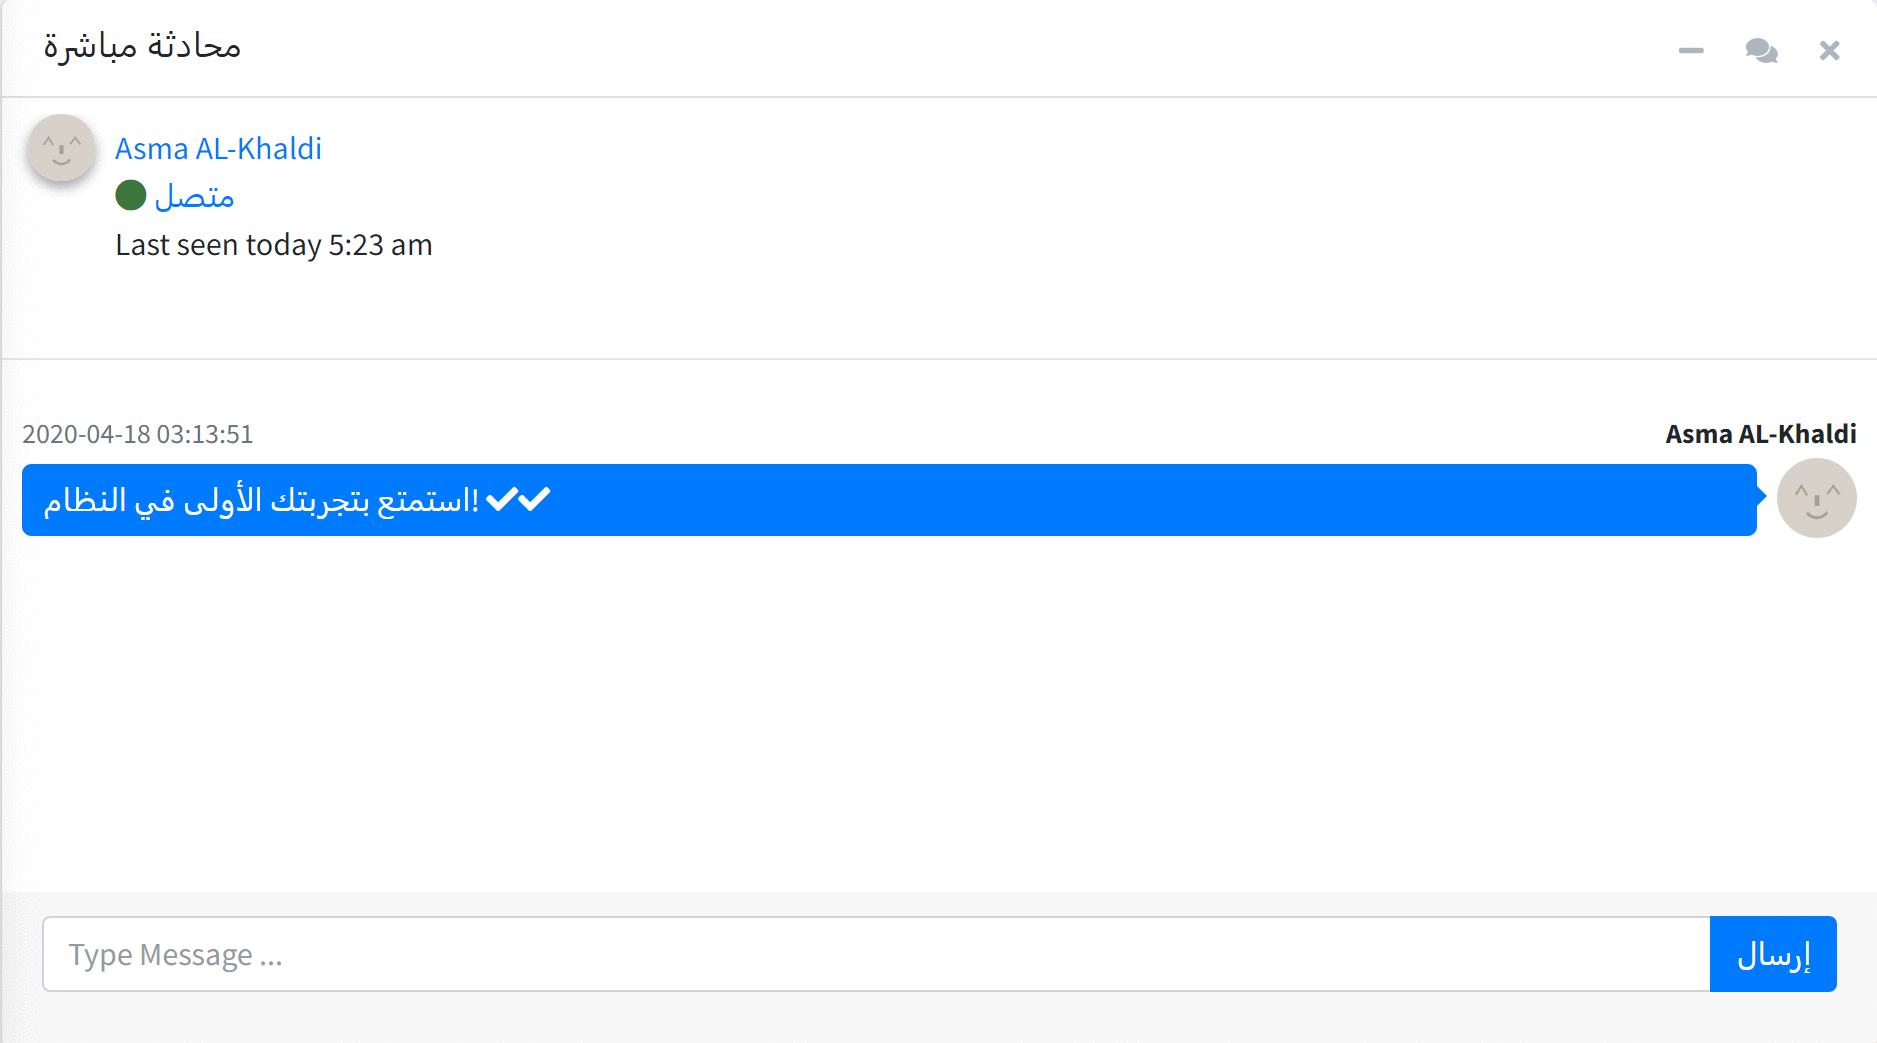 محادثة مباشرة
Asma AL-Khaldi
متصل
Last seen today 5:23 am
2020-04-18 03:13:51
Asma AL-Khaldi
استمتع بتجربتك الأولى في النظام!
Type Message ...
إرسال